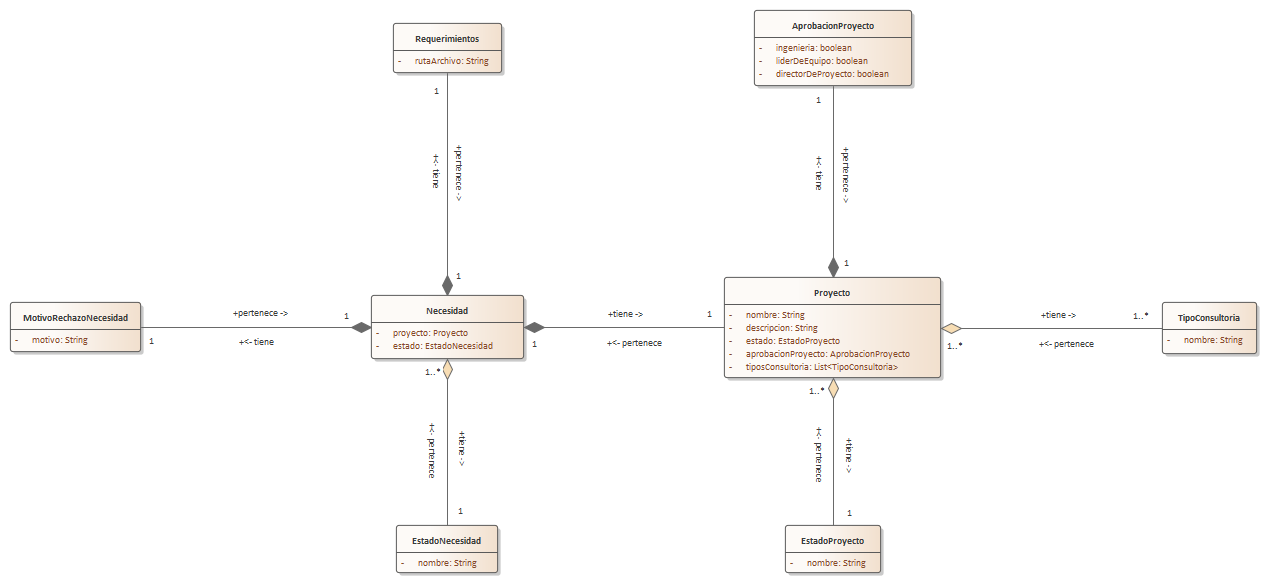 Requerimientos
- rutaArchivo: String
1
+<- tiene
+pertenece ->
1
AprobacionProyecto
- ingenieria: boolean
- liderDeEquipo: boolean
- directorDeProyecto: boolean
1
+<- tiene
+pertenece ->
1
MotivoRechazoNecesidad
- motivo: String
1
+pertenece ->
+<- tiene
1
Necesidad
- proyecto: Proyecto
- estado: EstadoNecesidad
1
+tiene ->
+<- pertenece
1
Proyecto
- nombre: String
- descripcion: String
- estado: EstadoProyecto
- aprobacionProyecto: AprobacionProyecto
- tiposConsultoria: List<TipoConsultoria>
1..*
+tiene ->
+<- pertenece
1..*
TipoConsultoria
- nombre: String
1..*
+<- pertenece
+tiene ->
1
EstadoNecesidad
- nombre: String
1..*
+<- pertenece
+tiene ->
1
EstadoProyecto
- nombre: String